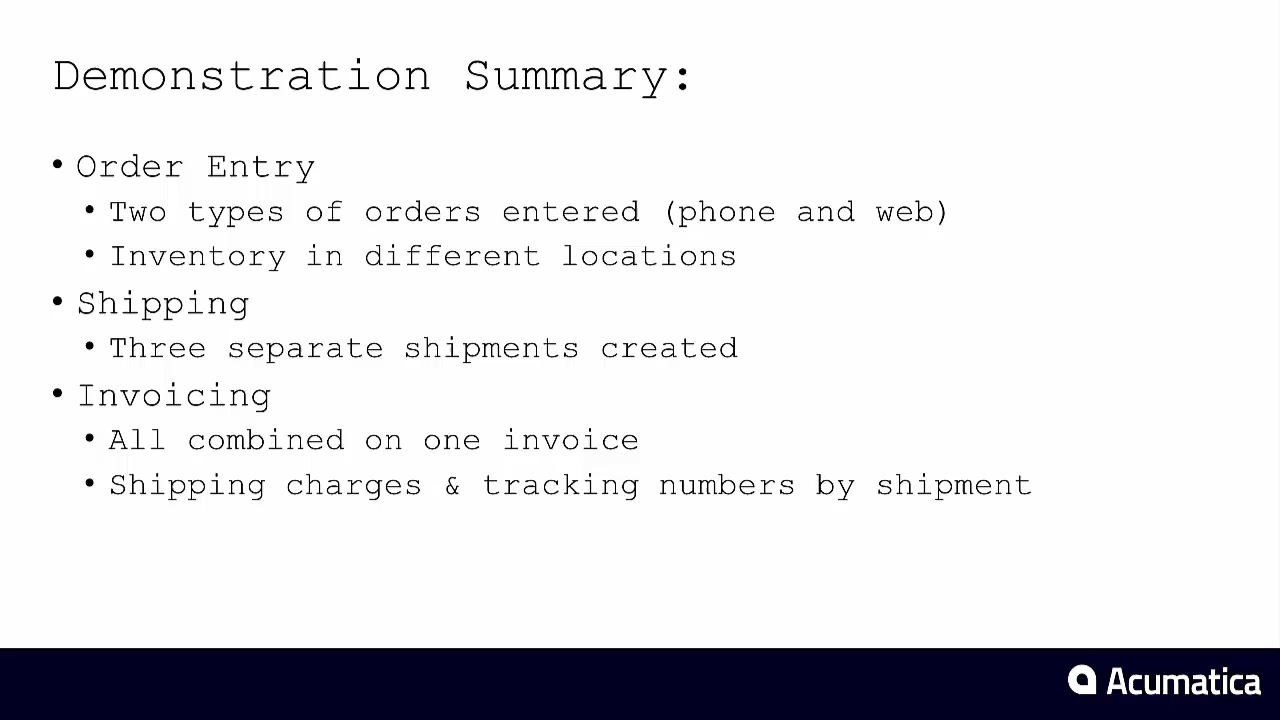 Demonstration Summary:
• Order Entry
• Two types of orders entered (phone and web)
• Inventory in different locations
• Shipping
• Three separate shipments created
• Invoicing
• All combined on one invoice
• Shipping charges & tracking numbers by shipment
Acumatica